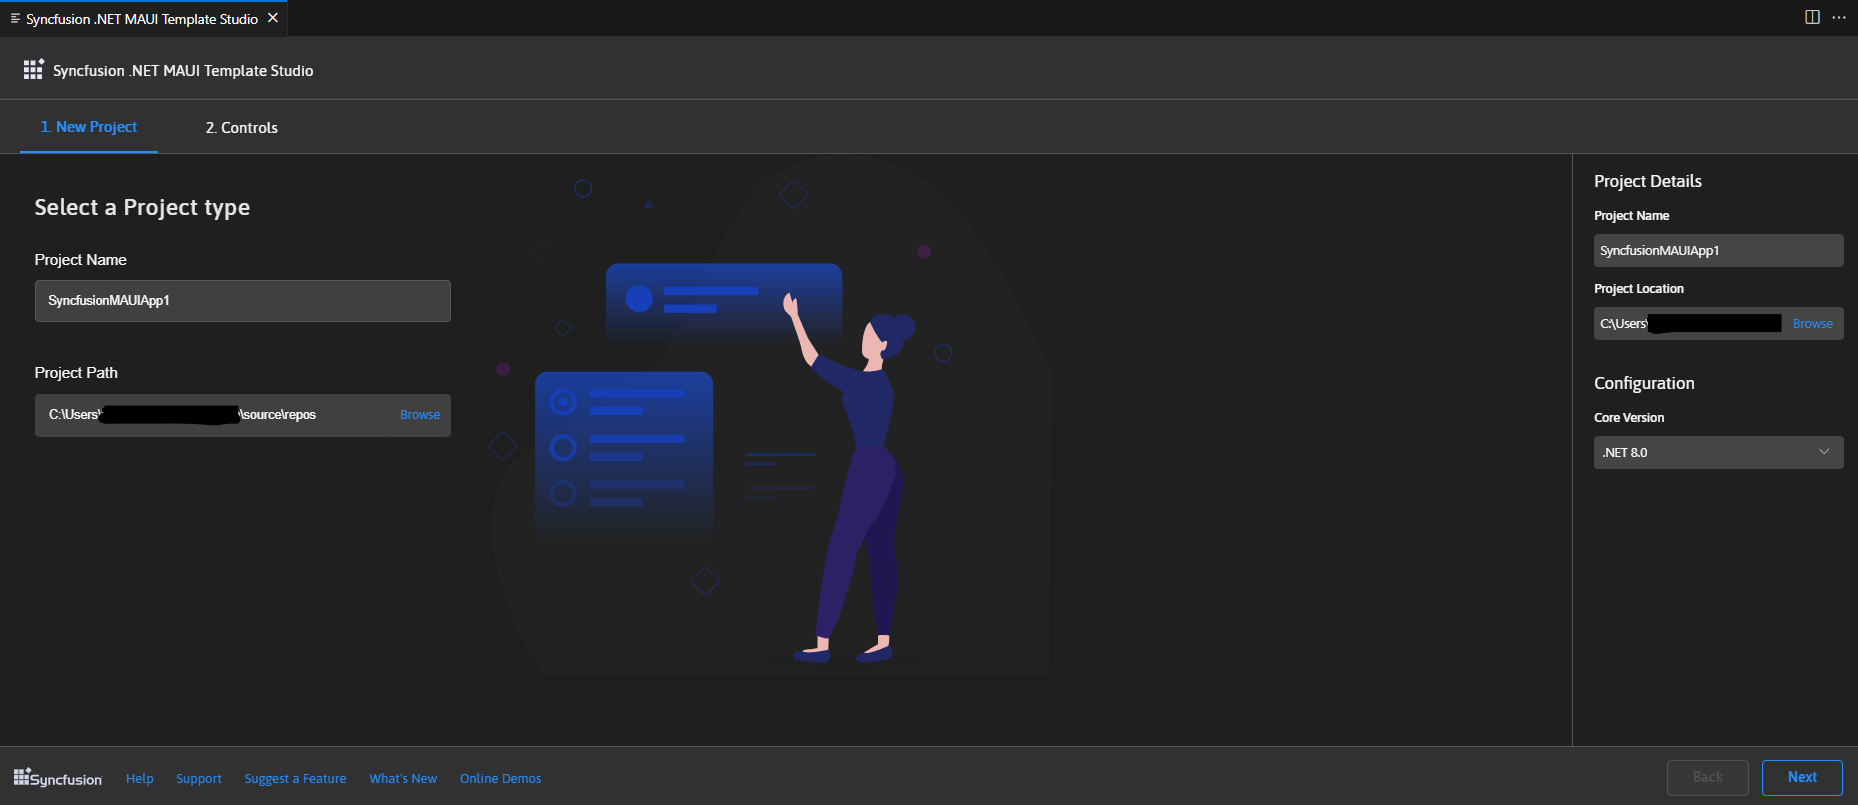 Syncfusion .NET MAUI Template Studio
Syncfusion .NET MAUI Template Studio
1. New Project
2. Controls
Select a Project type
Project Name
SyncfusionMAUIApp1
Project Path
C:\Users\ \source\repos
Browse
Project Details
Project Name
SyncfusionMAUIApp1
Project Location
C:\Users\
Browse
Configuration
Core Version
.NET 8.0
Syncfusion
Help
Support
Suggest a Feature
What's New
Online Demos
Back
Next